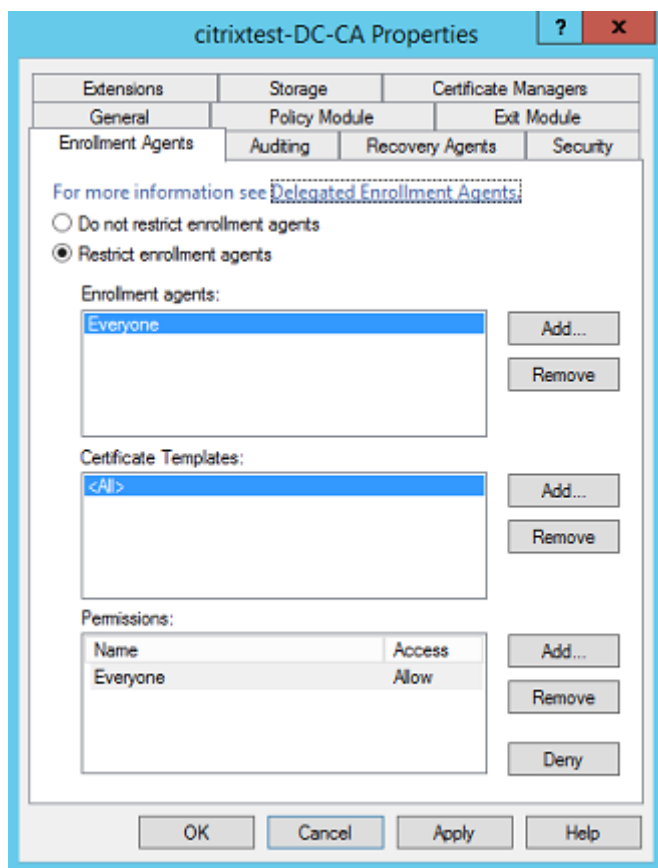 citrixtest-DC-CA Properties
? x
Extensions Storage Certificate Managers
General Policy Module Exit Module
Enrollment Agents Auditing Recovery Agents Security
For more information see Delegated Enrollment Agents.
Do not restrict enrollment agents
Restrict enrollment agents
Enrollment agents:
Everyone
Add...
Remove
Certificate Templates:
<All>
Add...
Remove
Permissions:
Name Access
Everyone Allow
Add...
Remove
Deny
OK Cancel Apply Help